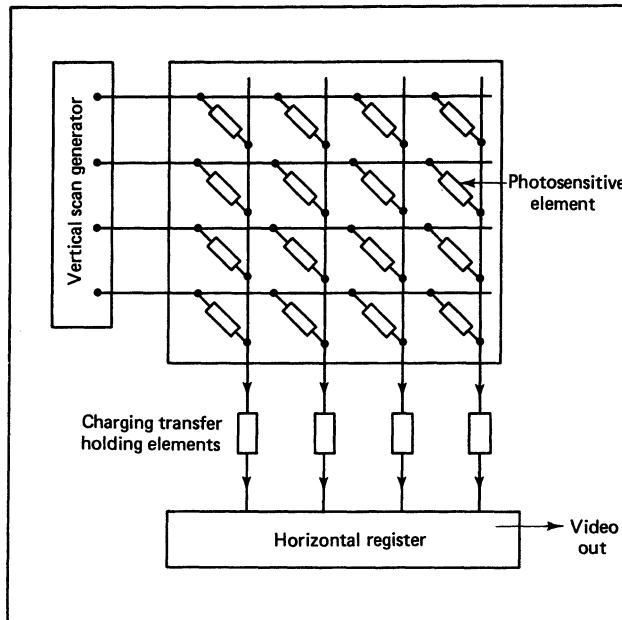 Vertical scan generator
Photosensitive
element
Charging transfer
holding elements
Horizontal register
Video
out